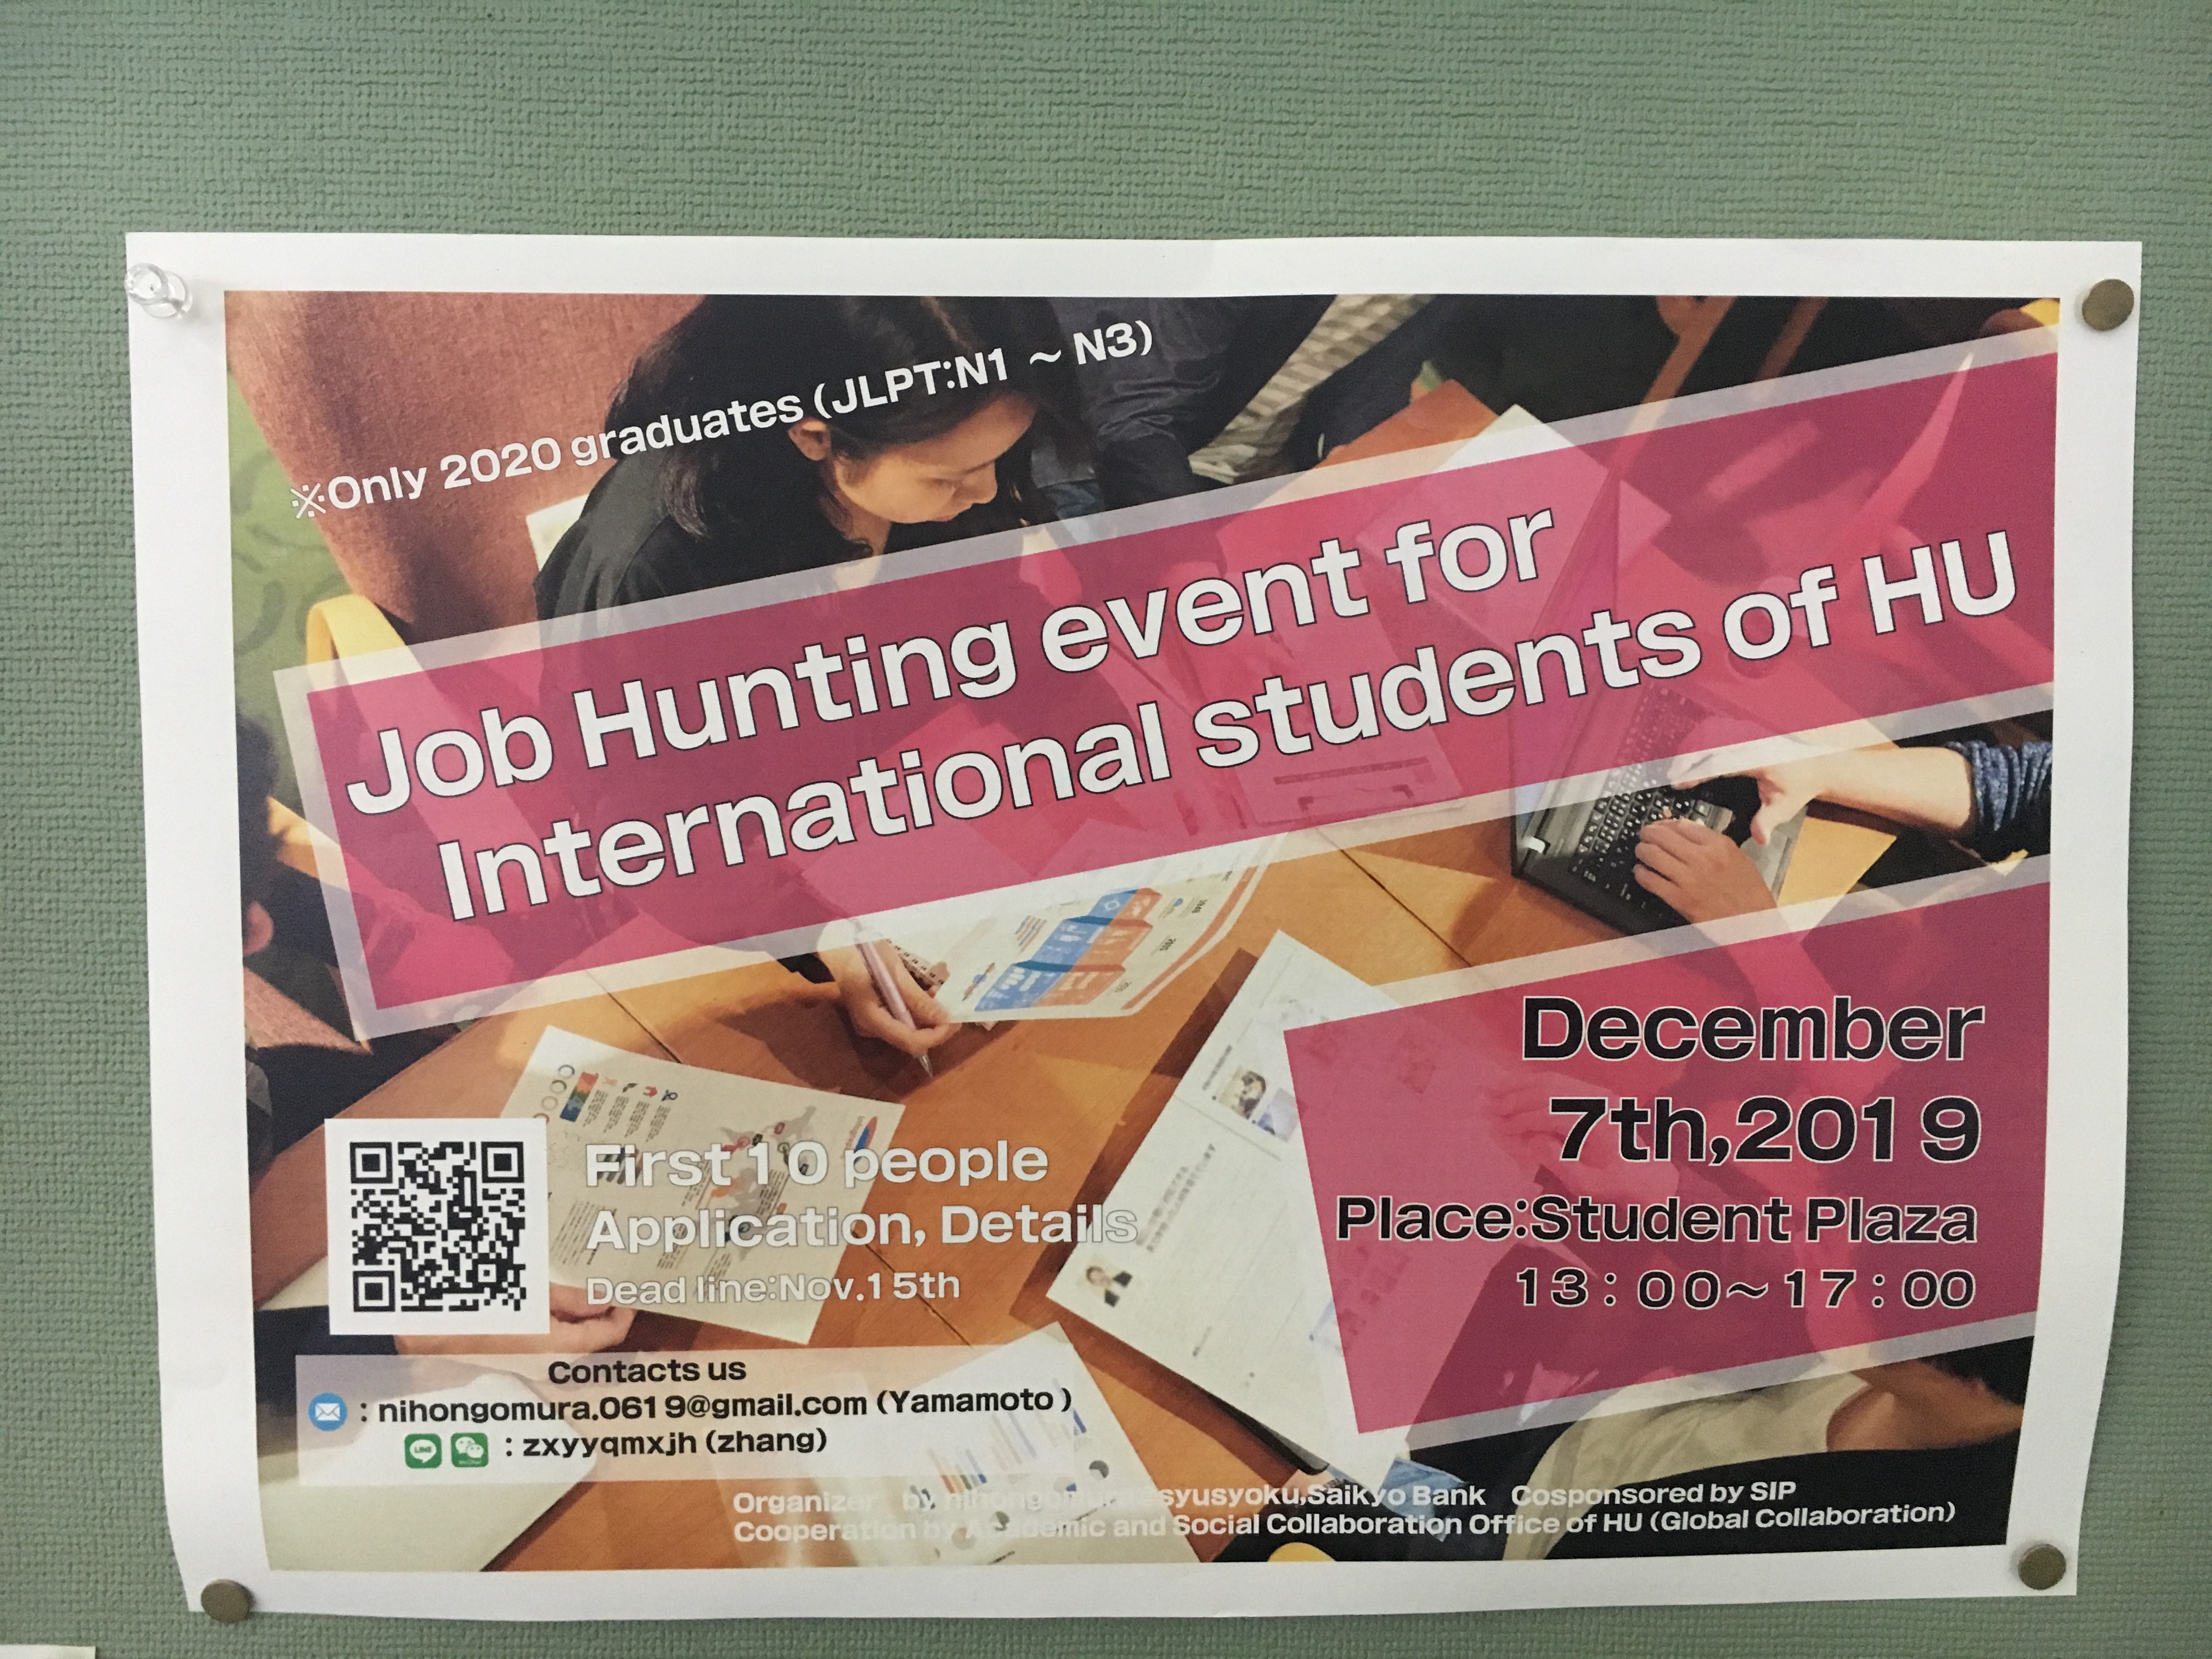 ※Only 2020 graduates (JLPT:N1 ～ N3)
Job Hunting event for
International students of HU
December
7th,2019
Place:Student Plaza
13：00～17：00
First 10 people
Application, Details
Dead line:Nov.15th
Contacts us
: nihongomura.0619@gmail.com (Yamamoto )
LINE WeChat : zxyyqmxjh (zhang)
Organizer by syusyoku,Saikyo Bank Cosponsored by SIP
Cooperation by Academic and Social Collaboration Office of HU (Global Collaboration)